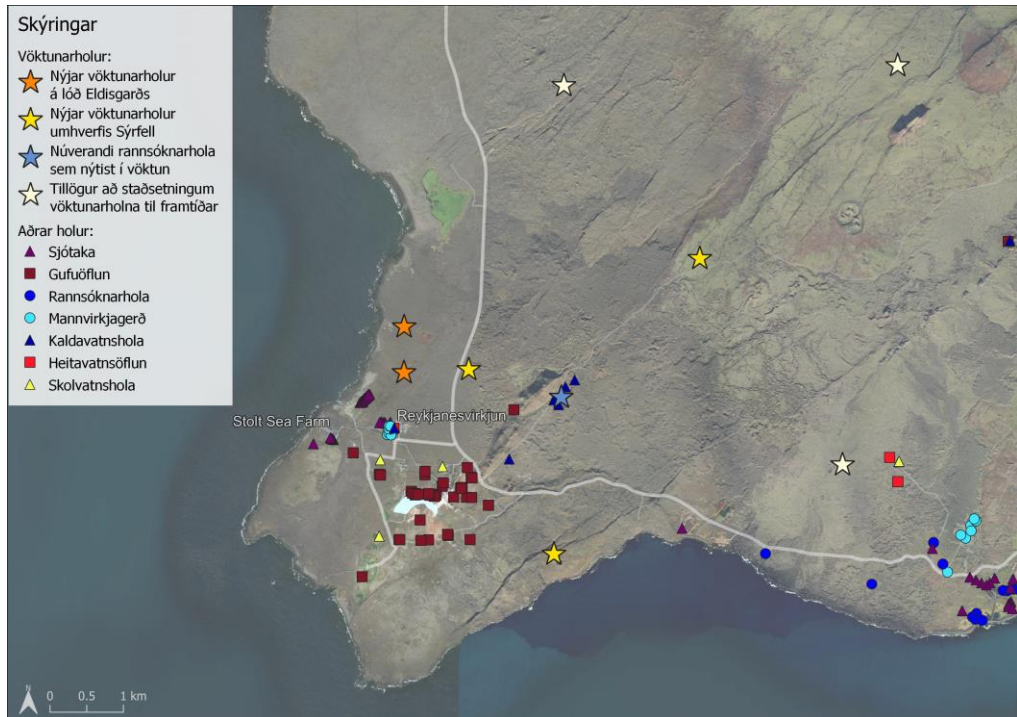 Skýringar
Vöktunarholur:
Nýjar vöktunarholur
á lóð Eldisgarðs
Nýjar vöktunarholur
umhverfis Sýrfell
Núverandi rannsóknarhola
sem nýtist í vöktun
Tillögur að staðsetningum
vöktunarholna til framtíðar
Aðrar holur:
Sjótaka
Gufuöflun
Rannsóknarhola
Mannvirkjagerð
Kaldavatnshola
Heitavatnsöflun
Skolvatnshola
Stolt Sea Farm
Reykjanesvirkjun
N
0 0.5 1 km